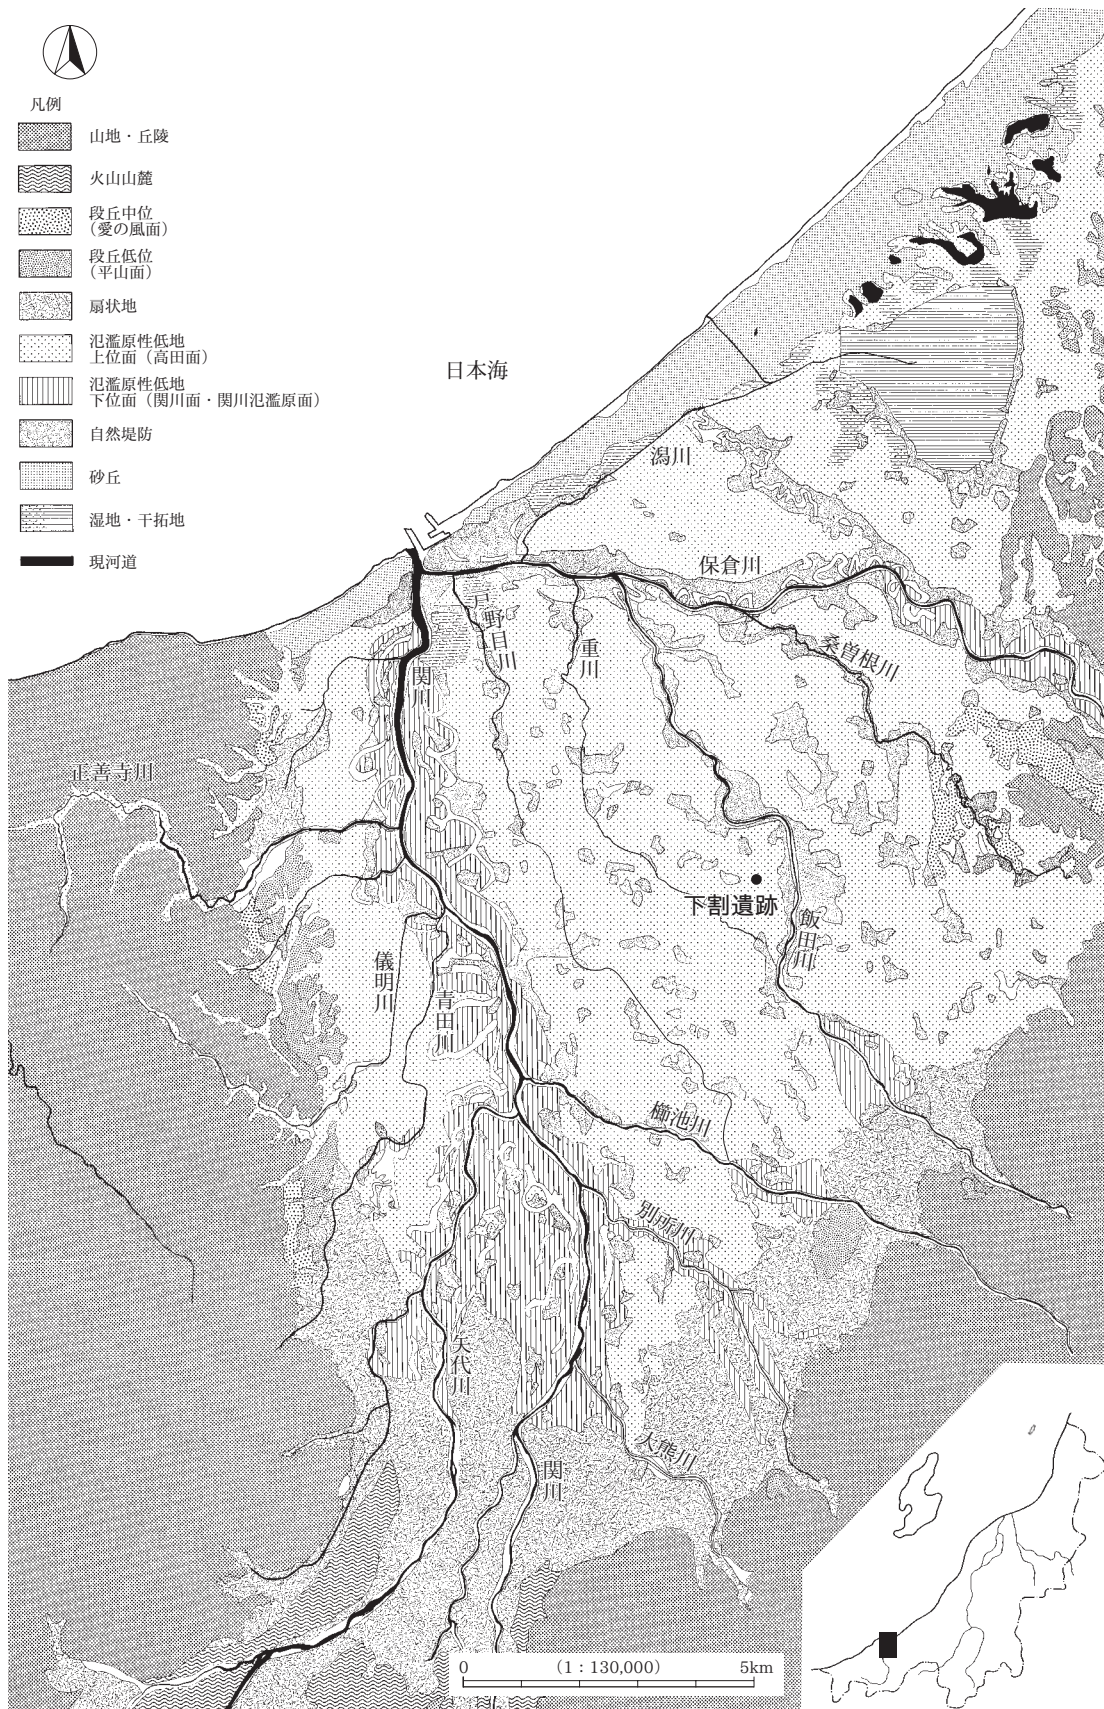 凡例
山地・丘陵
火山山麓
段丘中位
(愛の風面)
段丘低位
(平山面)
扇状地
氾濫原性低地
上位面(高田面)
氾濫原性低地
下位面(関川面・関川氾濫原面)
自然堤防
砂丘
湿地・干拓地
現河道
日本海
潟川
保倉川
戸野目川
重川
桑曽根川
関川
正善寺川
下割遺跡
飯田川
儀明川
青田川
櫛池川
別所川
矢代川
大熊川
関川
0 (1:130,000) 5km